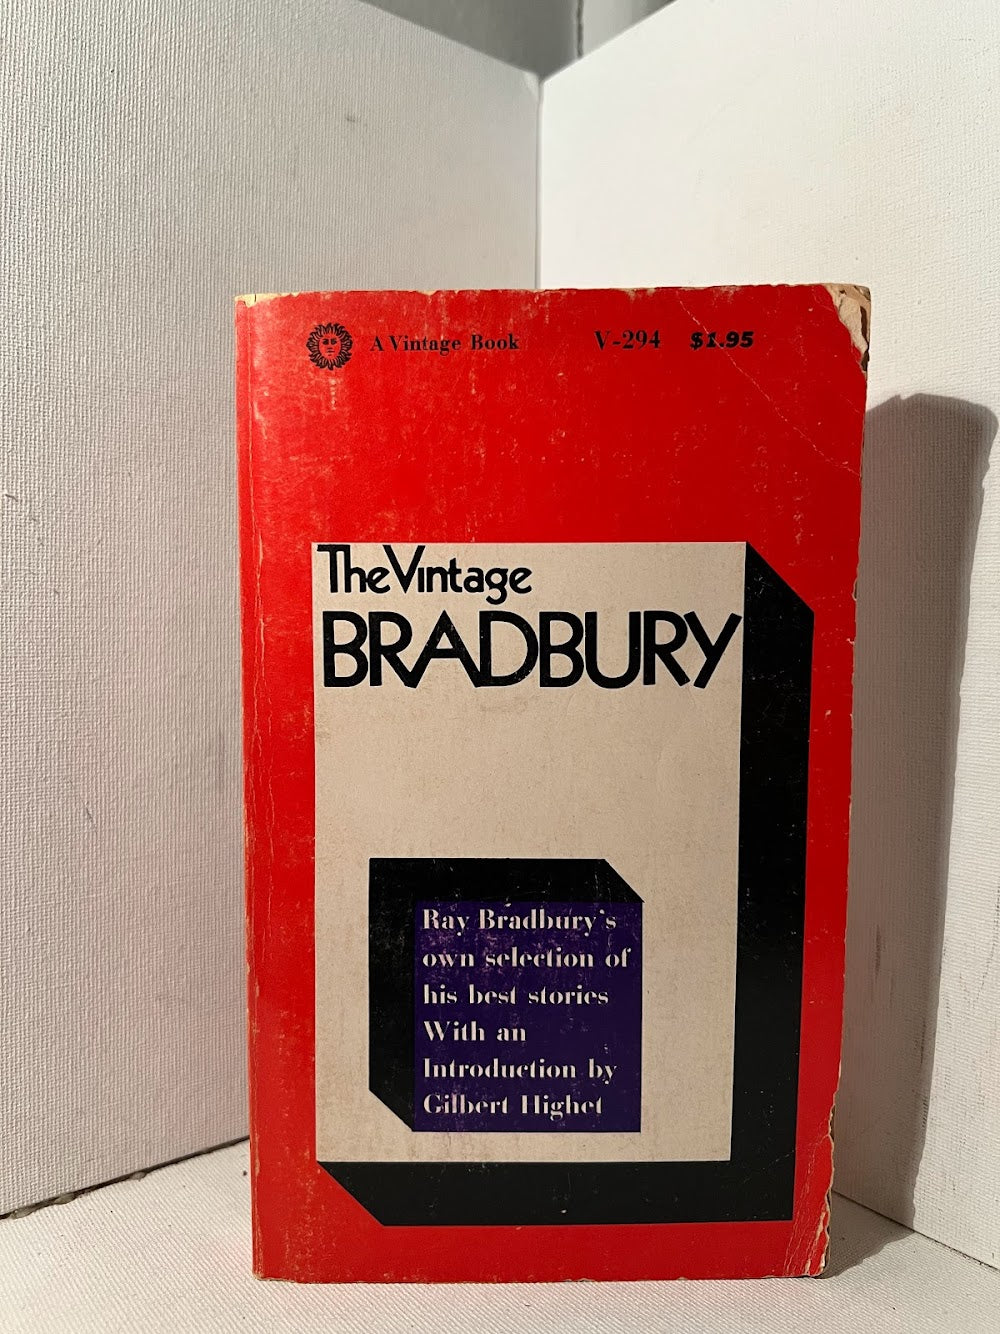 A Vintage Book V-294 $1.95
The Vintage
BRADBURY
Ray Bradbury's
own selection of
his best stories
With an
Introduction by
Gilbert Highet